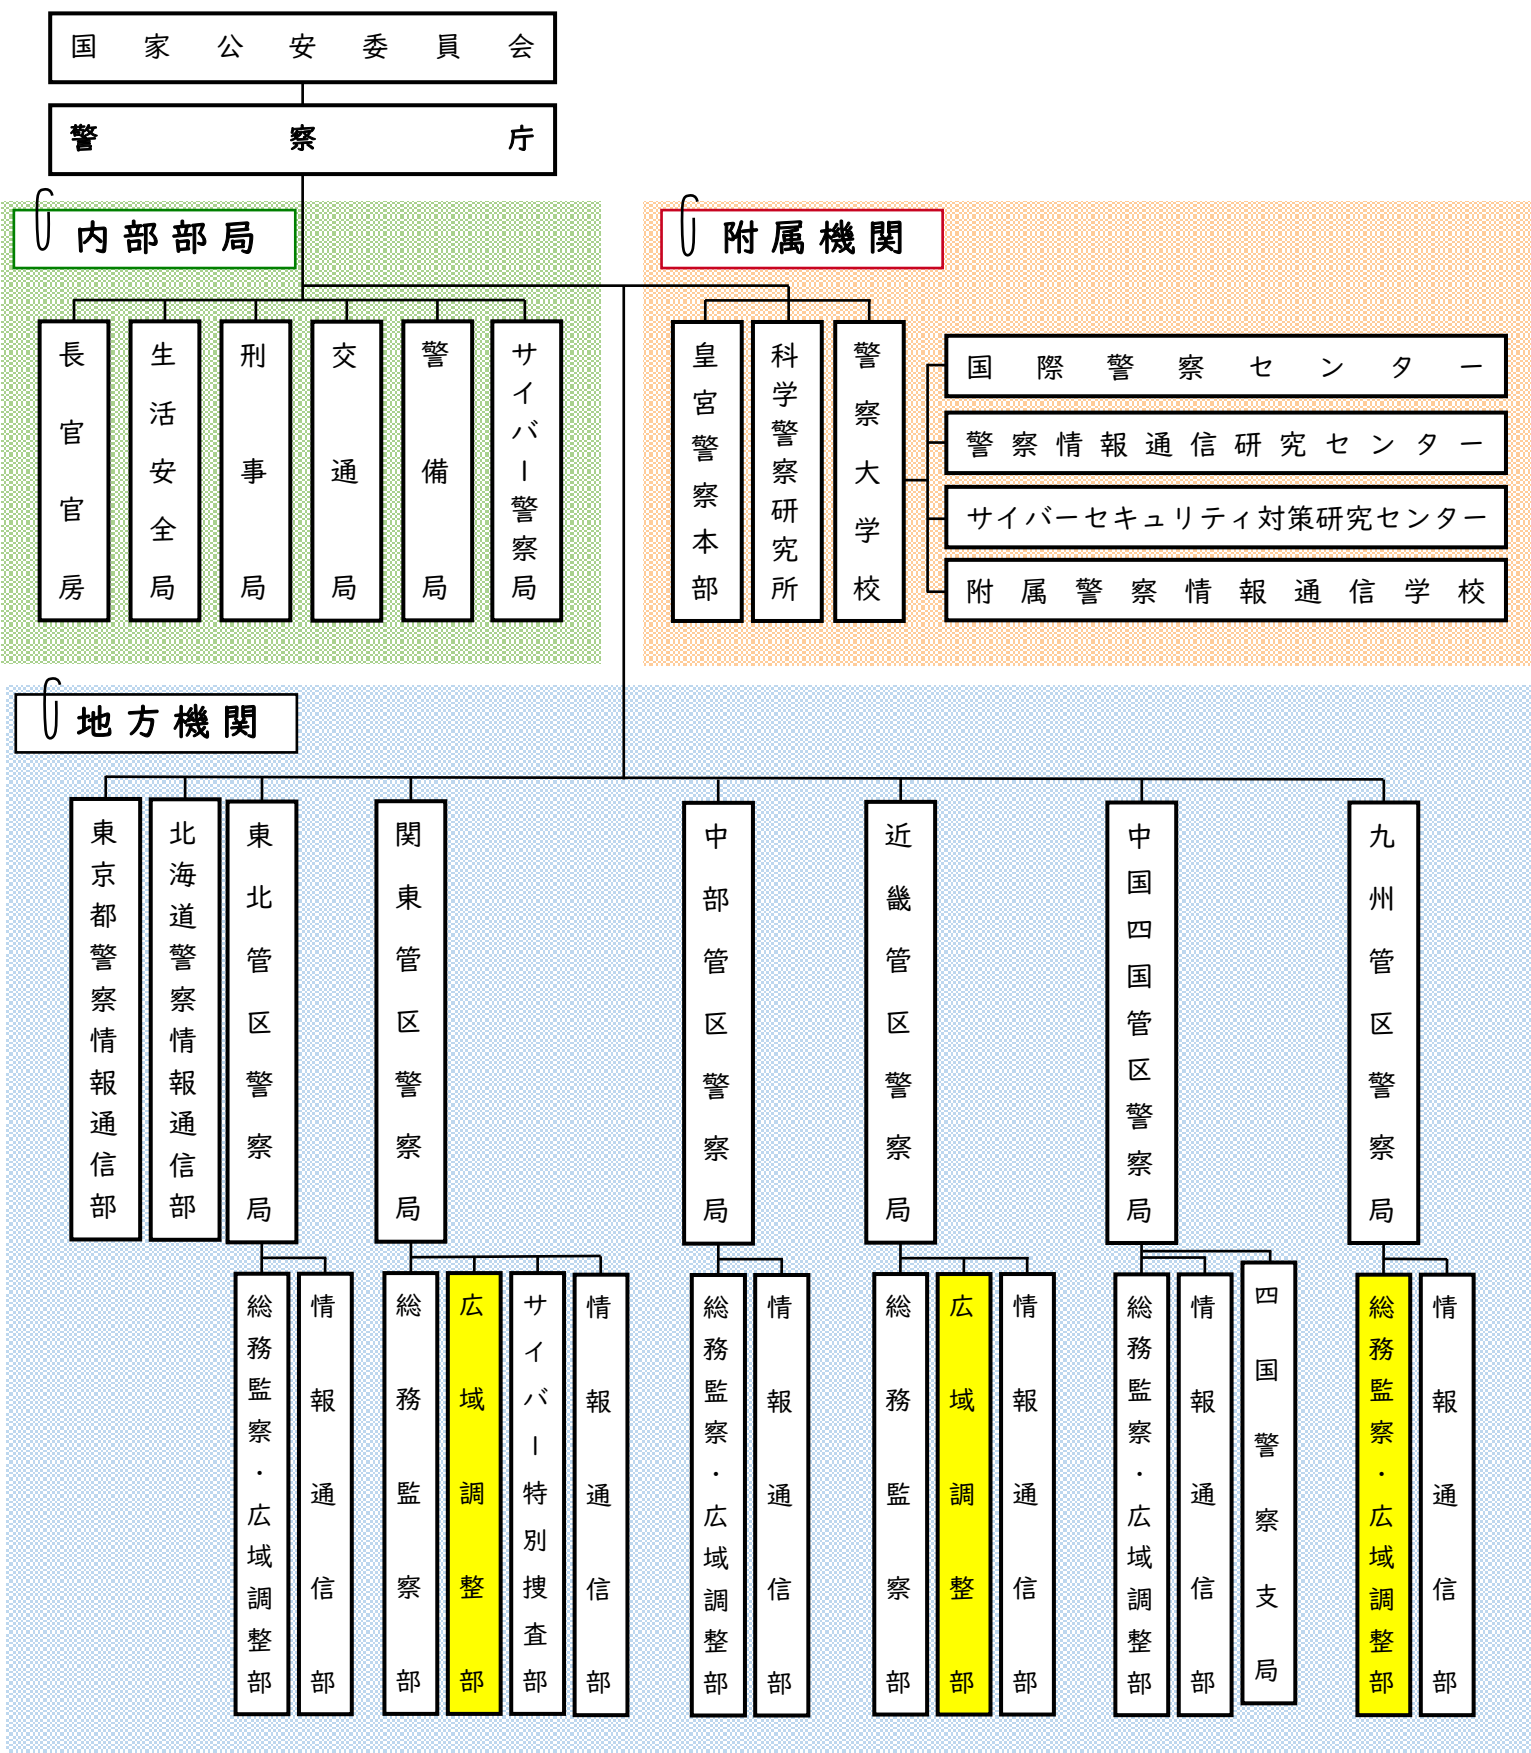 国家公安委員会
警察庁
内部部局
長官官房
生活安全局
刑事局
交通局
警備局
サイバー警察局
附属機関
皇宮警察本部
科学警察研究所
警察大学校
国際警察センター
警察情報通信研究センター
サイバーセキュリティ対策研究センター
附属警察情報通信学校
地方機関
東京都警察情報通信部
北海道警察情報通信部
東北管区警察局
関東管区警察局
中部管区警察局
近畿管区警察局
中国四国管区警察局
九州管区警察局
総務監察・広域調整部
情報通信部
総務監察部
広域調整部
サイバー特別捜査部
情報通信部
総務監察・広域調整部
情報通信部
総務監察部
広域調整部
情報通信部
総務監察・広域調整部
情報通信部
四国警察支局
総務監察・広域調整部
情報通信部